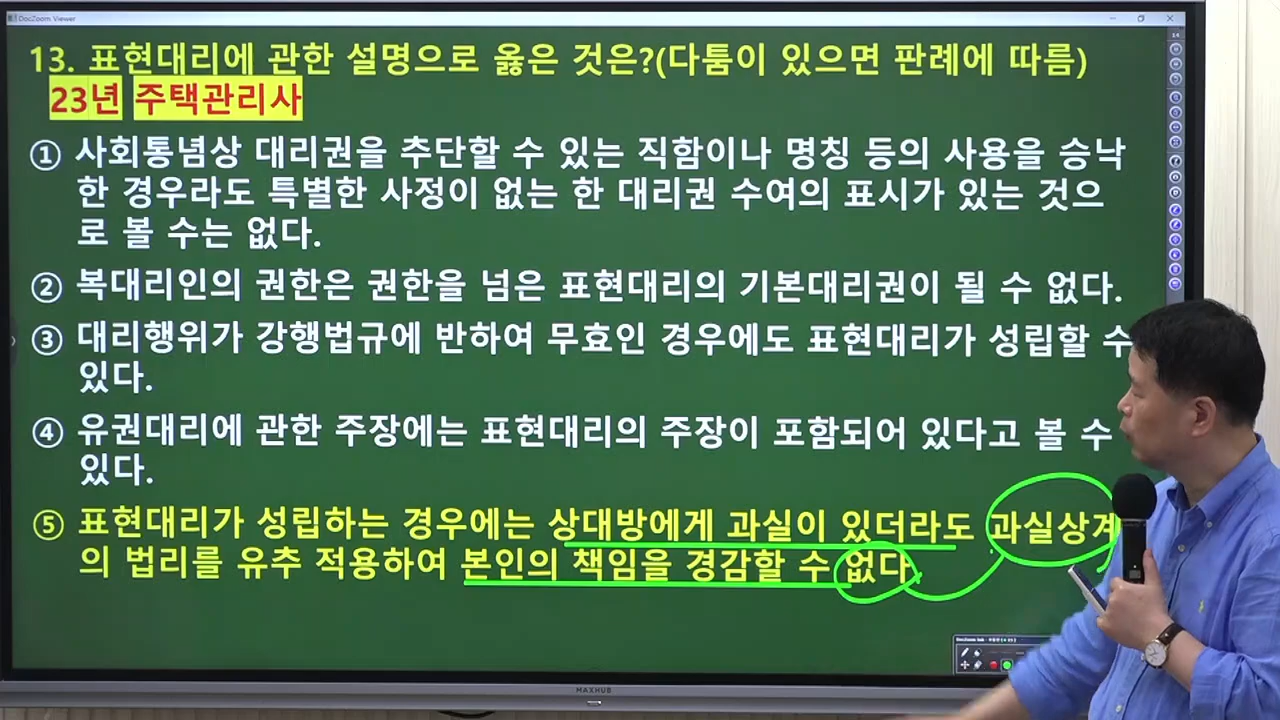 DocZoom Viewer
13. 표현대리에 관한 설명으로 옳은 것은?(다툼이 있으면 판례에 따름)
23년 주택관리사
① 사회통념상 대리권을 추단할 수 있는 직함이나 명칭 등의 사용을 승낙
한 경우라도 특별한 사정이 없는 한 대리권 수여의 표시가 있는 것으
로 볼 수는 없다.
② 복대리인의 권한은 권한을 넘은 표현대리의 기본대리권이 될 수 없다.
③ 대리행위가 강행법규에 반하여 무효인 경우에도 표현대리가 성립할 수
있다.
④ 유권대리에 관한 주장에는 표현대리의 주장이 포함되어 있다고 볼 수
있다.
⑤ 표현대리가 성립하는 경우에는 상대방에게 과실이 있더라도 과실상계
의 법리를 유추 적용하여 본인의 책임을 경감할 수 없다.
MAXHUB